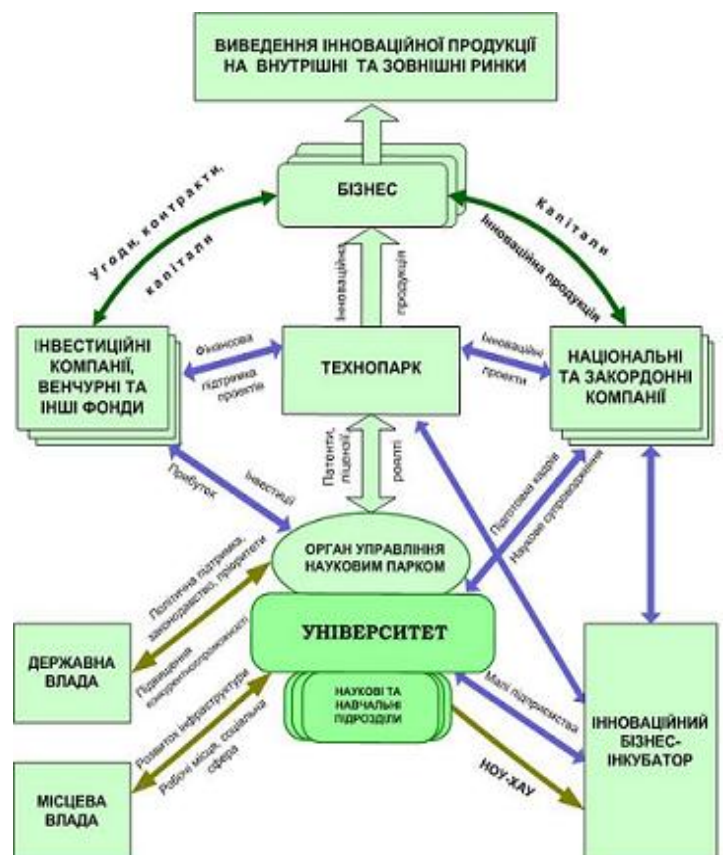 ВИВЕДЕННЯ ІННОВАЦІЙНОЇ ПРОДУКЦІЇ
НА ВНУТРІШНІ ТА ЗОВНІШНІ РИНКИ
БІЗНЕС
Угоди, контракти,
капітали
Інноваційна
продукція
Капітали
Інноваційна продукція
ІНВЕСТИЦІЙНІ
КОМПАНІЇ,
ВЕНЧУРНІ ТА
ІНШІ ФОНДИ
Фінансова
підтримка
проектів
ТЕХНОПАРК
Інноваційні
проекти
НАЦІОНАЛЬНІ
ТА ЗАКОРДОННІ
КОМПАНІЇ
Прибуток
Інвестиції
Патенти,
ліцензії
роялті
Підготовка кадрів
Наукове супроводження
ОРГАН УПРАВЛІННЯ
НАУКОВИМ ПАРКОМ
Політична підтримка,
законодавство, пріоритети
Підвищення
конкурентноспроможності
ДЕРЖАВНА
ВЛАДА
УНІВЕРСИТЕТ
НАУКОВІ ТА
НАВЧАЛЬНІ
ПІДРОЗДІЛИ
Розвиток інфраструктури
Робочі місця, соціальна
сфера
МІСЦЕВА
ВЛАДА
Малі підприємства
НОУ-ХАУ
ІННОВАЦІЙНИЙ
БІЗНЕС-
ІНКУБАТОР